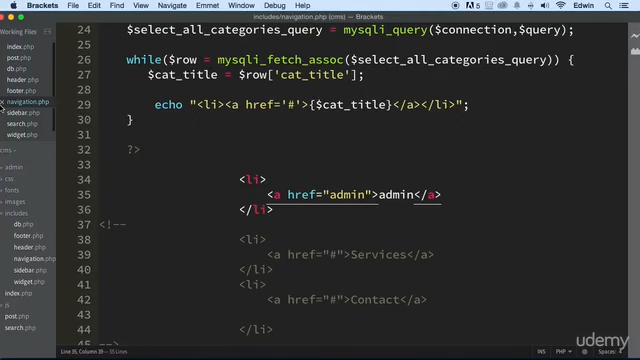 Brackets File Edit Find View Navigate Emmet Debug Help 5 Edwin
includes/navigation.php (cms) — Brackets
Working Files
index.php
post.php
db.php
header.php
footer.php
navigation.php
sidebar.php
search.php
widget.php
cms
admin
css
fonts
images
includes
db.php
footer.php
header.php
navigation.php
sidebar.php
widget.php
index.php
js
post.php
search.php
24 $select_all_categories_query = mysqli_query($connection,$query);
25
26 while($row = mysqli_fetch_assoc($select_all_categories_query)) {
27 $cat_title = $row['cat_title'];
28
29 echo "<li><a href='#'>{$cat_title}</a></li>";
30 }
31
32 ?>
33
34 <li>
35 <a href="admin">admin</a>
36 </li>
37 <!--
38 <li>
39 <a href="#">Services</a>
40 </li>
41 <li>
42 <a href="#">Contact</a>
43
44 </li>
45 -->
Line 35, Column 39 — 55 Lines
INS PHP Spaces: 4
udemy